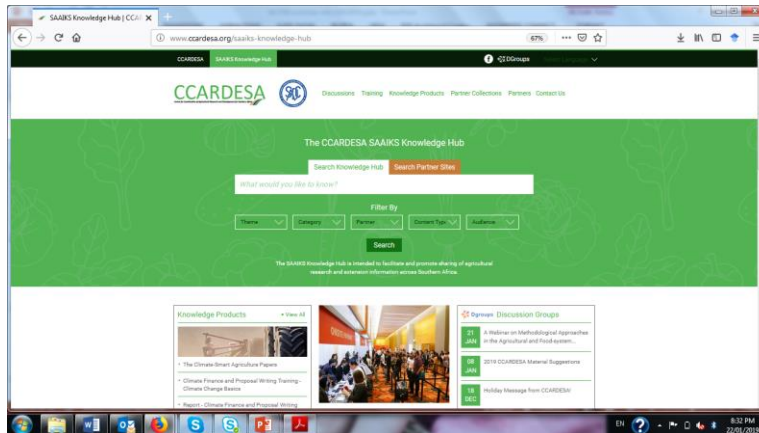 SAAIKS Knowledge Hub | CCAR
www.ccardesa.org/saaiks-knowledge-hub
67%
CCARDESA SAAIKS Knowledge Hub
DGroups
CCARDESA
Discussions Training Knowledge Products Partner Collections Partners Contact Us
The CCARDESA SAAIKS Knowledge Hub
Search Knowledge Hub Search Partner Sites
What would you like to know?
Filter By
Theme Category Partner Content Type Audience
Search
The SAAIKS Knowledge Hub is intended to facilitate and promote sharing of agricultural
research and extension information across Southern Africa.
Knowledge Products + View All
• The Climate-Smart Agriculture Papers
• Climate Finance and Proposal Writing Training-
Climate Change Basics
• Report - Climate Finance and Proposal Writing
Dgroups Discussion Groups
21 JAN
A Webinar on Methodological Approaches
in the Agricultural and Food-system...
08 JAN
2019 CCARDESA Material Suggestions
18 DEC
Holiday Message from CCARDESA!
EN
8:32 PM
22/01/2019